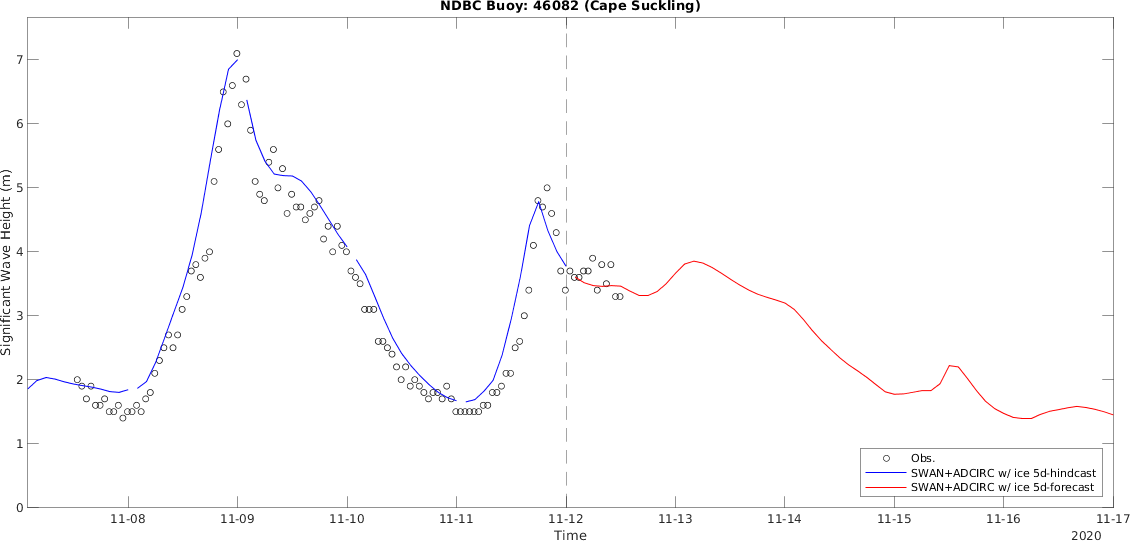 NDBC Buoy: 46082 (Cape Suckling)
Significant Wave Height (m)
7
6
5
4
3
2
1
0
Obs.
SWAN+ADCIRC w/ ice 5d-hindcast
SWAN+ADCIRC w/ ice 5d-forecast
11-08 11-09 11-10 11-11 11-12 11-13 11-14 11-15 11-16 11-17
Time
2020